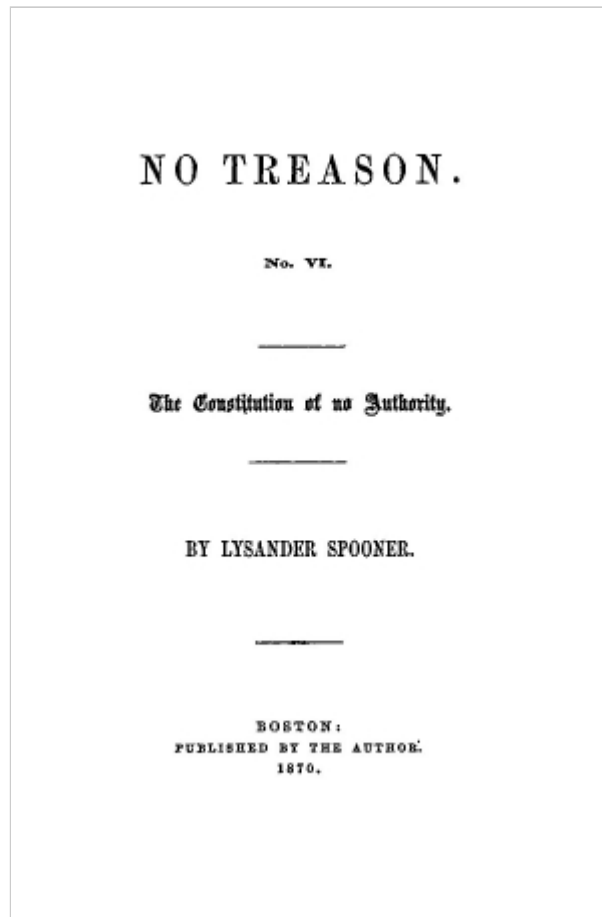 NO TREASON.
No. VI.
The Constitution of no Authority.
BY LYSANDER SPOONER.
BOSTON:
PUBLISHED BY THE AUTHOR.
1870.